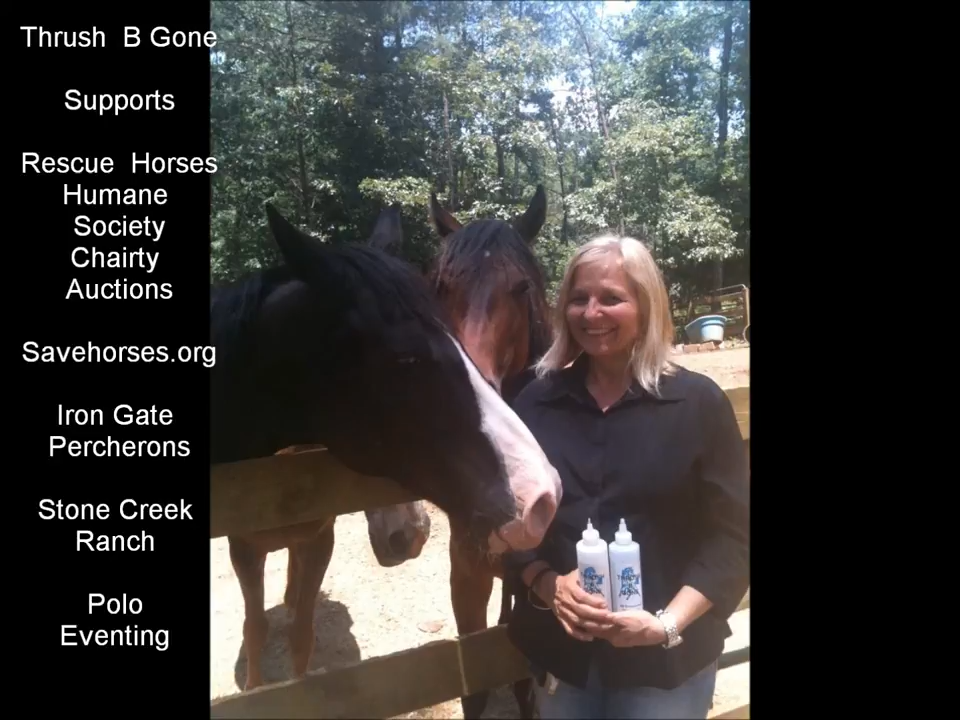 Thrush B Gone
Supports
Rescue Horses
Humane
Society
Chairty
Auctions
Savehorses.org
Iron Gate
Percherons
Stone Creek
Ranch
Polo
Eventing